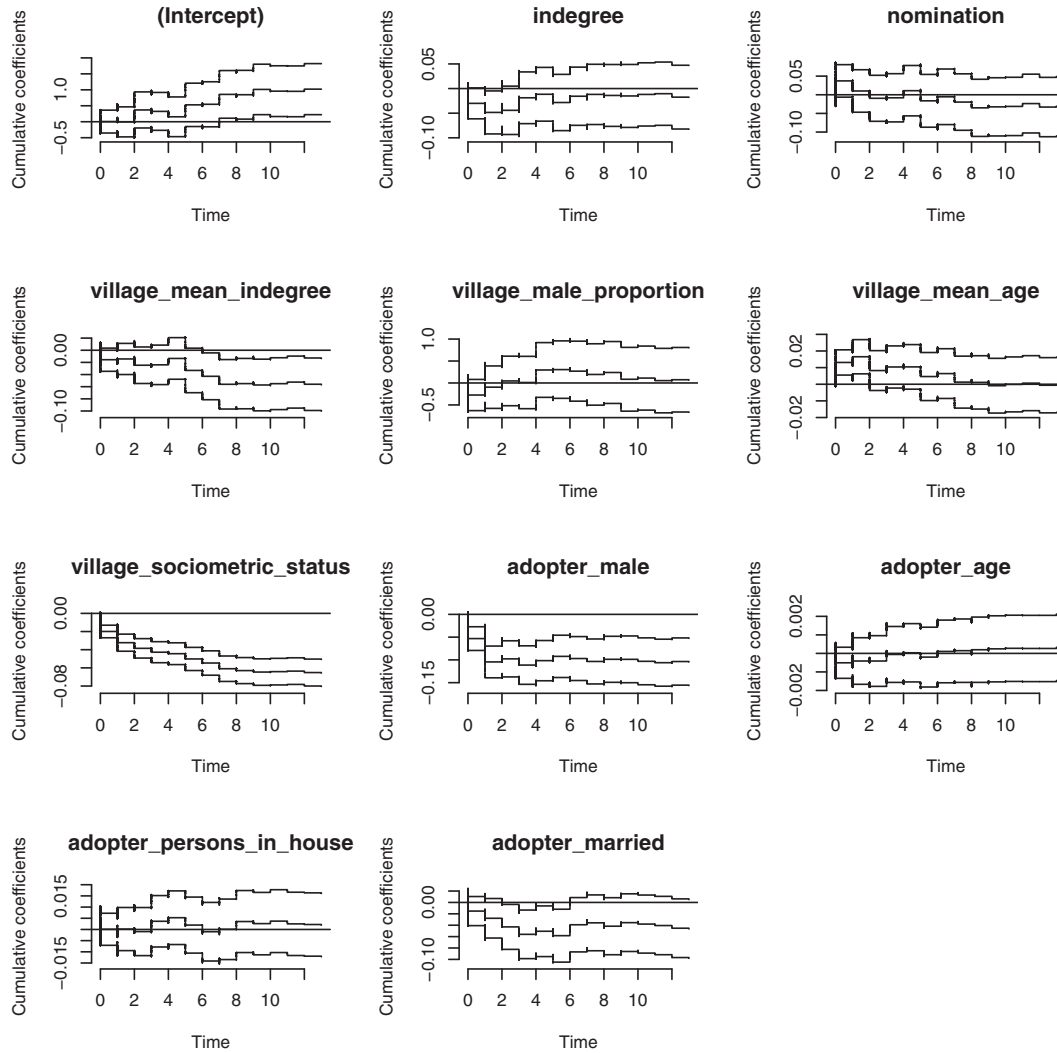 (Intercept)
Cumulative coefficients
−0.5 1.0
0 2 4 6 8 10
Time
indegree
Cumulative coefficients
−0.10 0.05
0 2 4 6 8 10
Time
nomination
Cumulative coefficients
−0.10 0.05
0 2 4 6 8 10
Time
village_mean_indegree
Cumulative coefficients
−0.10 0.00
0 2 4 6 8 10
Time
village_male_proportion
Cumulative coefficients
−0.5 1.0
0 2 4 6 8 10
Time
village_mean_age
Cumulative coefficients
−0.02 0.02
0 2 4 6 8 10
Time
village_sociometric_status
Cumulative coefficients
−0.08 0.00
0 2 4 6 8 10
Time
adopter_male
Cumulative coefficients
−0.15 0.00
0 2 4 6 8 10
Time
adopter_age
Cumulative coefficients
−0.002 0.002
0 2 4 6 8 10
Time
adopter_persons_in_house
Cumulative coefficients
−0.015 0.015
0 2 4 6 8 10
Time
adopter_married
Cumulative coefficients
−0.10 0.00
0 2 4 6 8 10
Time